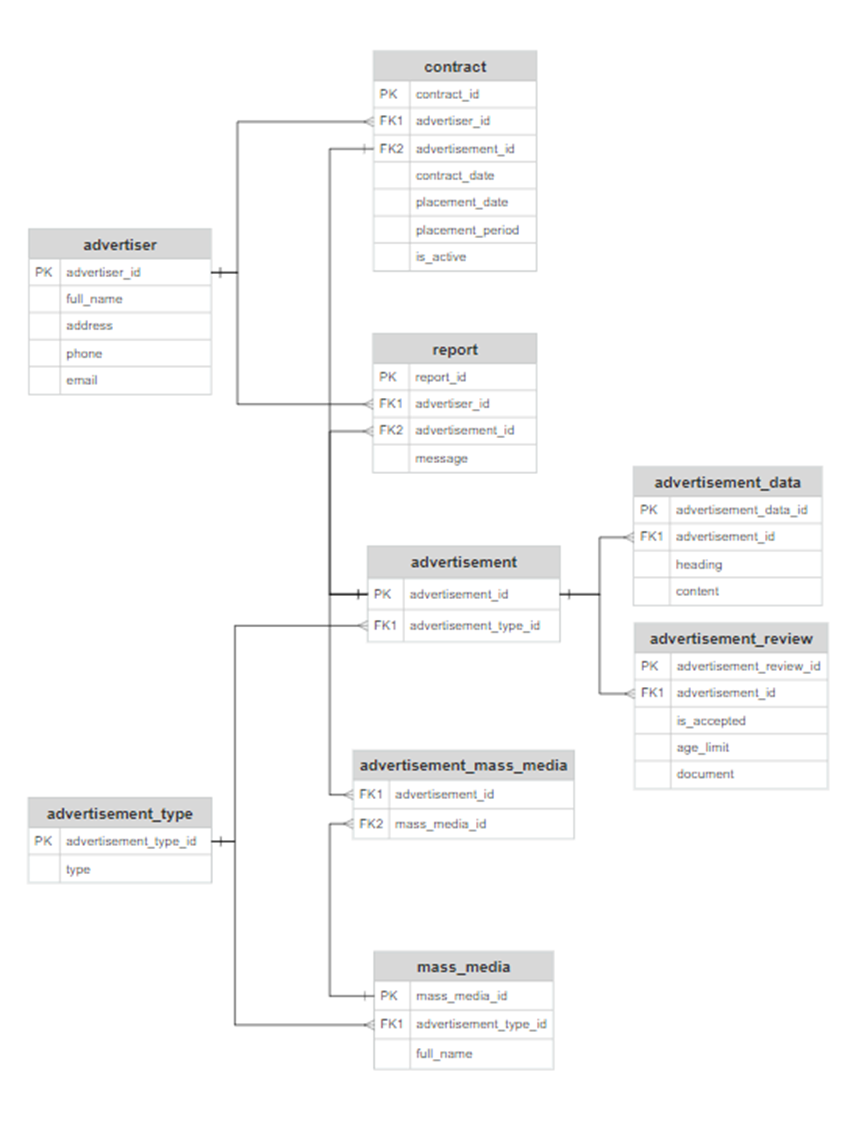 contract
PK contract_id
FK1 advertiser_id
FK2 advertisement_id
contract_date
placement_date
placement_period
is_active
advertiser
PK advertiser_id
full_name
address
phone
email
report
PK report_id
FK1 advertiser_id
FK2 advertisement_id
message
advertisement_data
PK advertisement_data_id
FK1 advertisement_id
heading
content
advertisement
PK advertisement_id
FK1 advertisement_type_id
advertisement_review
PK advertisement_review_id
FK1 advertisement_id
is_accepted
age_limit
document
advertisement_mass_media
FK1 advertisement_id
FK2 mass_media_id
advertisement_type
PK advertisement_type_id
type
mass_media
PK mass_media_id
FK1 advertisement_type_id
full_name